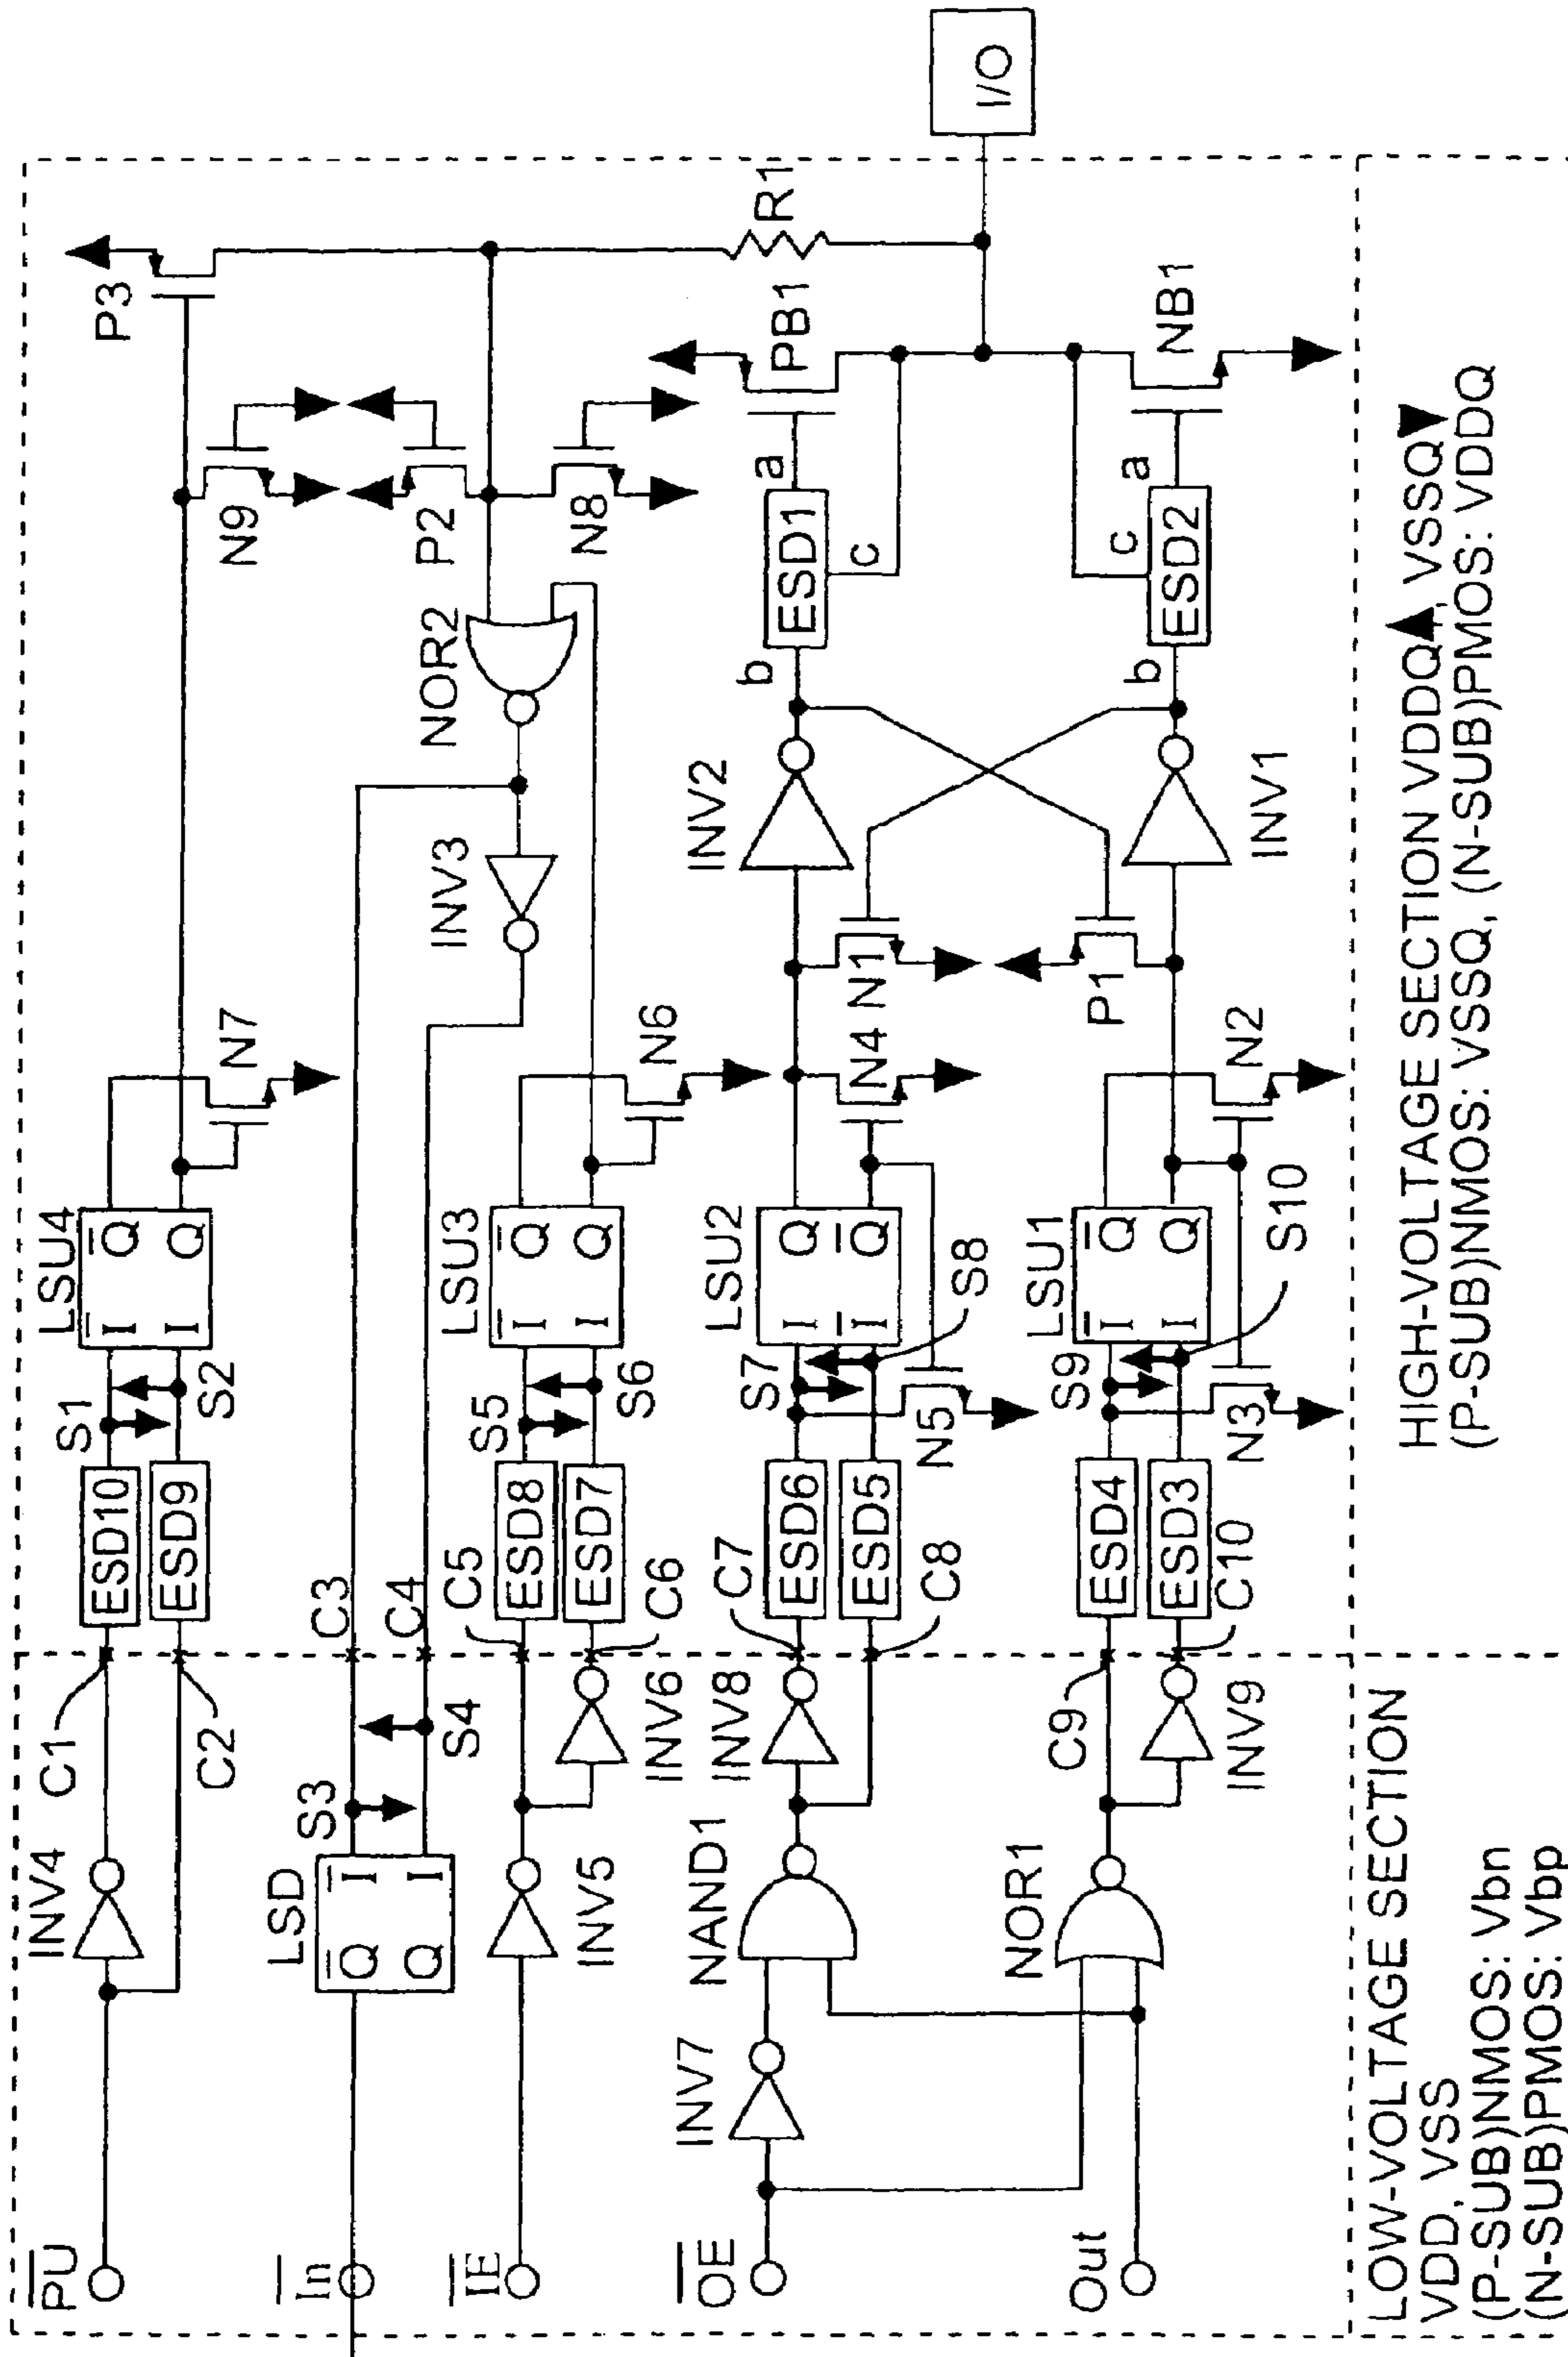 PU
In
IE
OE
Out
INV4
C1
C2
ESD10
ESD9
S1
S2
LSU4
I Q
I Q
N7
N9
P3
LSD
Q I
Q I
S3
S4
C3
C4
INV3
NOR2
P2
N8
R1
I/O
INV5
INV6
C5
C6
ESD8
ESD7
S5
S6
LSU3
I Q
I Q
N6
INV7
NAND1
INV8
C7
C8
ESD6
ESD5
S7
S8
N5
LSU2
I Q
I Q
N4
N1
INV2
b
ESD1
a
c
PB1
NOR1
INV9
C9
C10
ESD4
ESD3
S9
S10
N3
LSU1
I Q
I Q
N2
P1
INV1
b
ESD2
a
c
NB1
LOW-VOLTAGE SECTION
VDD, VSS
(P-SUB)NMOS: Vbn
(N-SUB)PMOS: Vbp
HIGH-VOLTAGE SECTION VDDQ, VSSQ
(P-SUB)NMOS: VSSQ, (N-SUB)PMOS: VDDQ